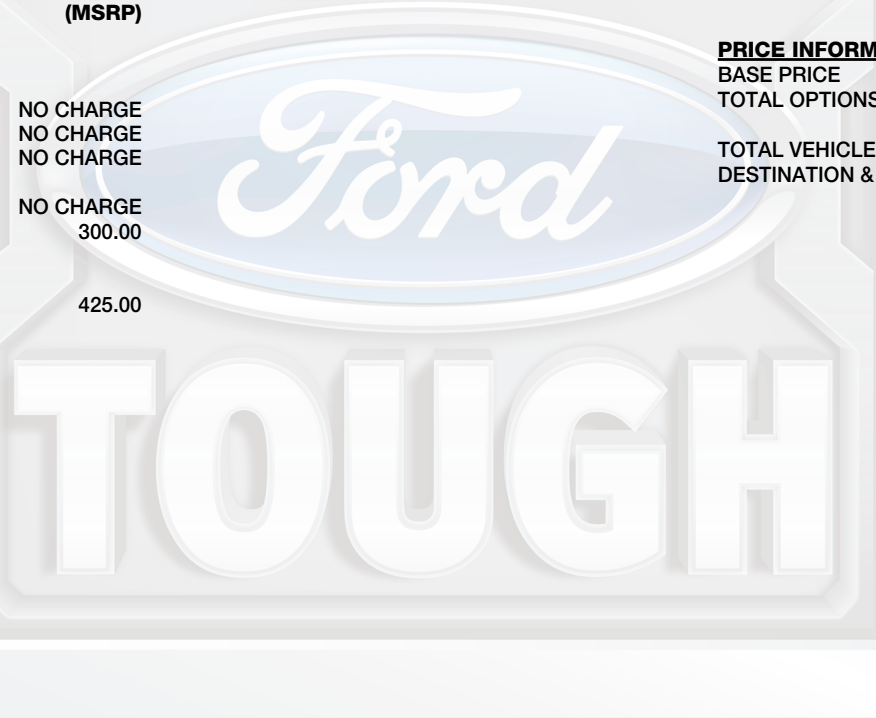 (MSRP)
NO CHARGE
NO CHARGE
NO CHARGE
NO CHARGE
300.00
425.00
PRICE INFORM
BASE PRICE
TOTAL OPTIONS
TOTAL VEHICLE
DESTINATION &
Ford
TOUGH